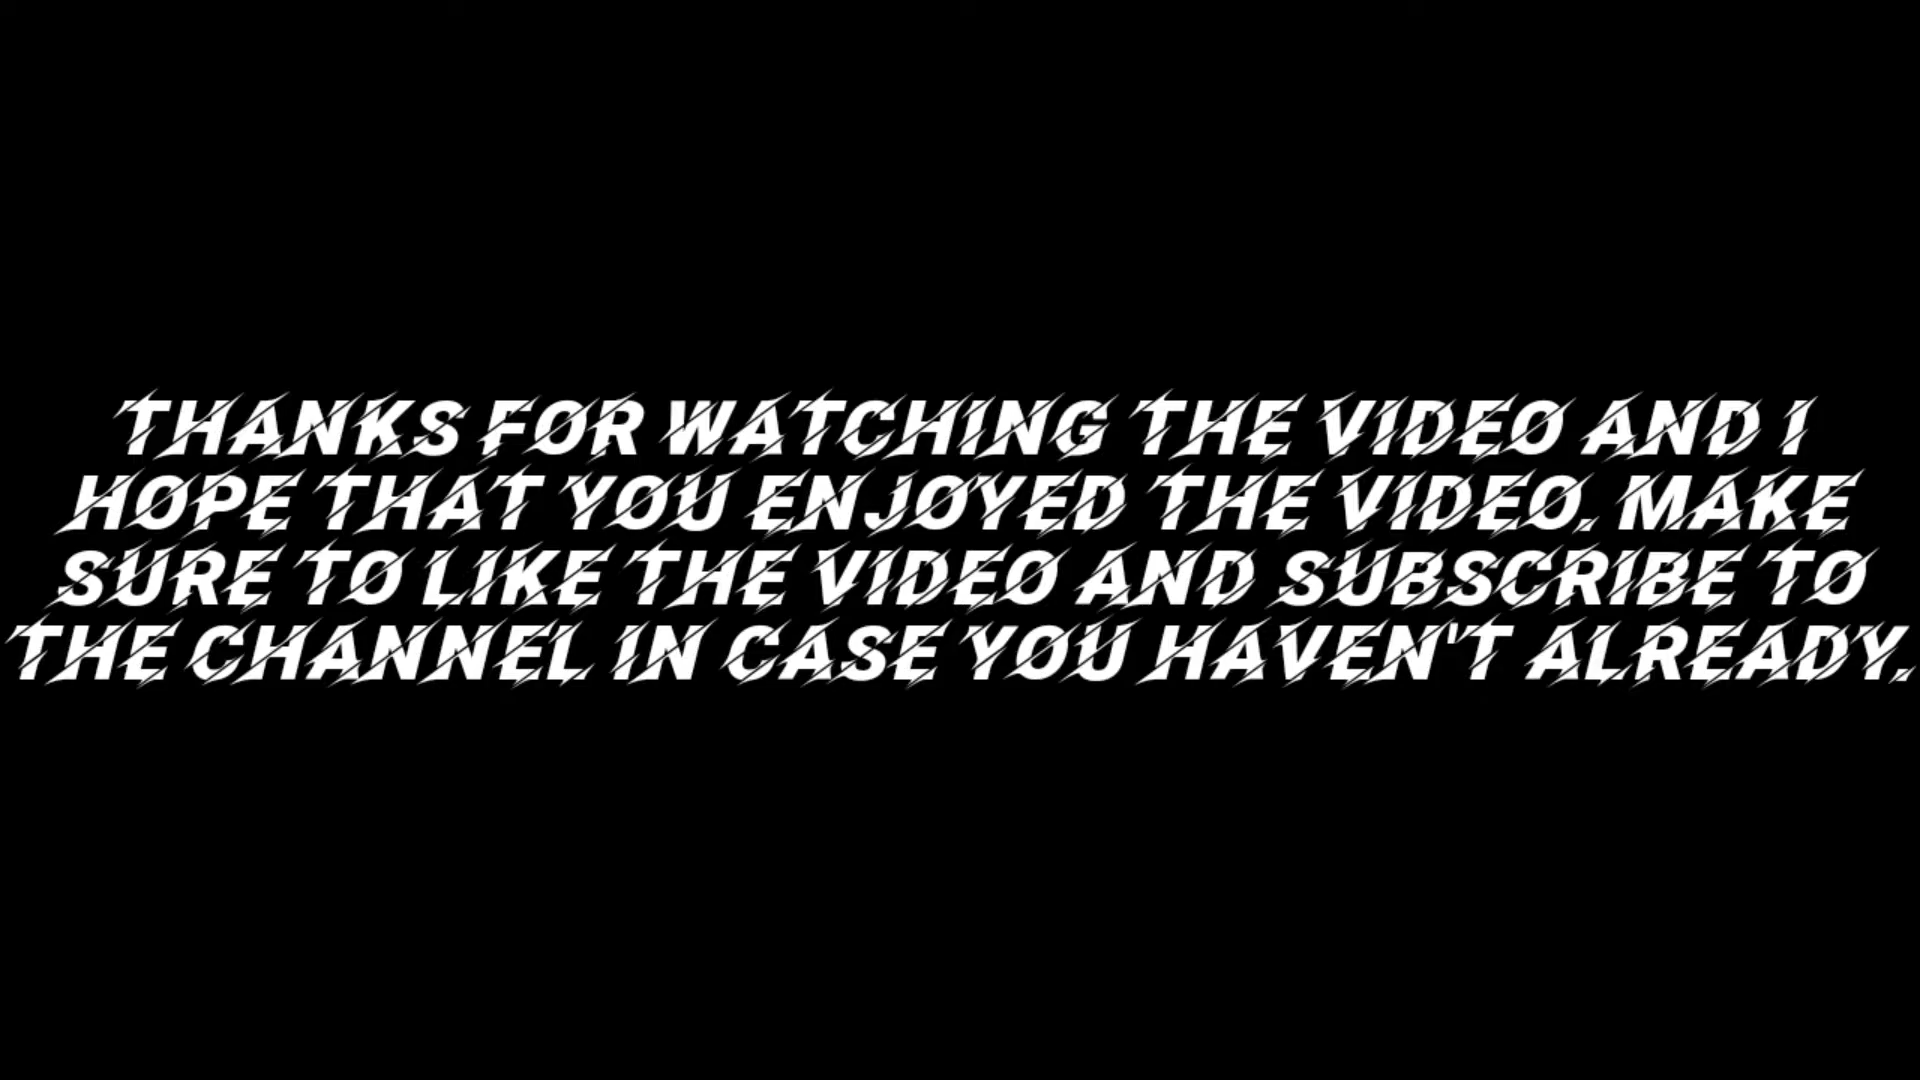 THANKS FOR WATCHING THE VIDEO AND I
HOPE THAT YOU ENJOYED THE VIDEO. MAKE
SURE TO LIKE THE VIDEO AND SUBSCRIBE TO
THE CHANNEL IN CASE YOU HAVEN'T ALREADY.